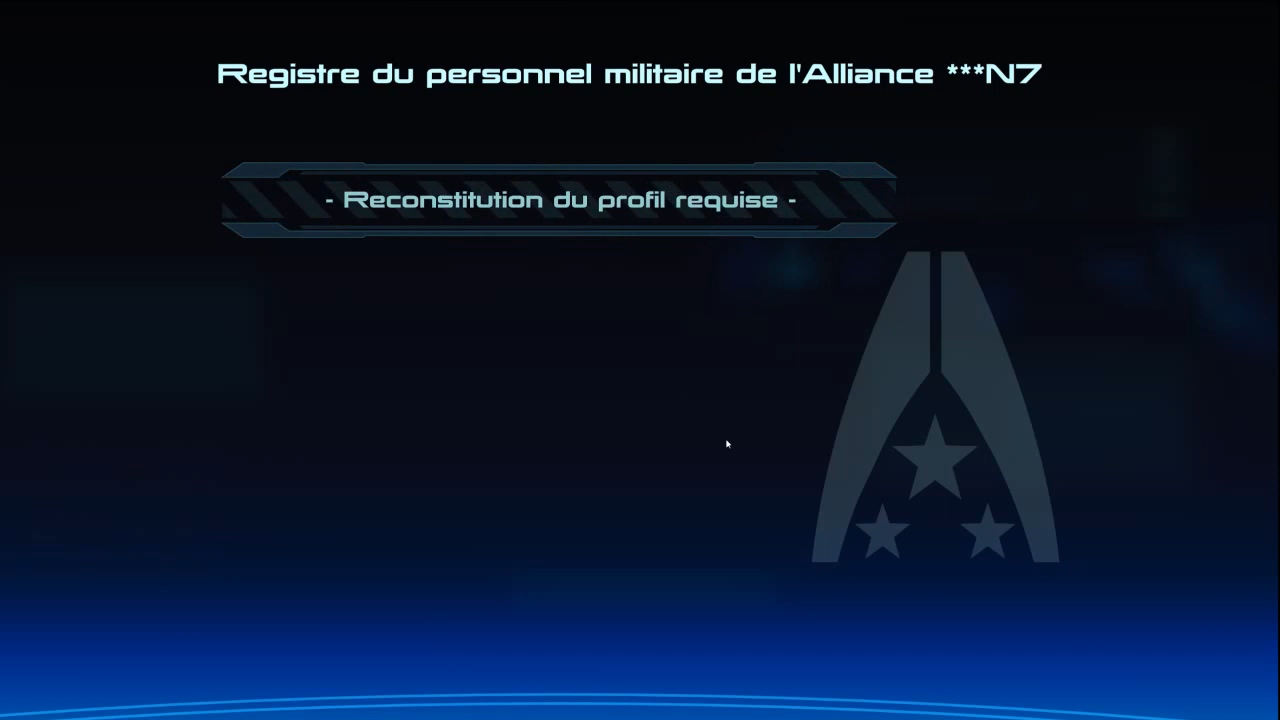 Registre du personnel militaire de l'Alliance ***N7
- Reconstitution du profil requise -